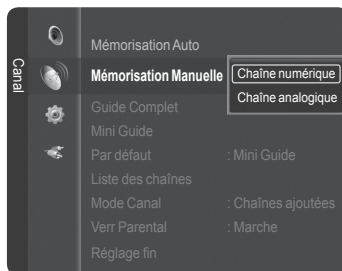 Canal
Mémorisation Auto
Mémorisation Manuelle
Chaîne numérique
Chaîne analogique
Guide Complet
Mini Guide
Par défaut : Mini Guide
Liste des chaînes
Mode Canal : Chaînes ajoutées
Verr Parental : Marche
Réglage fin